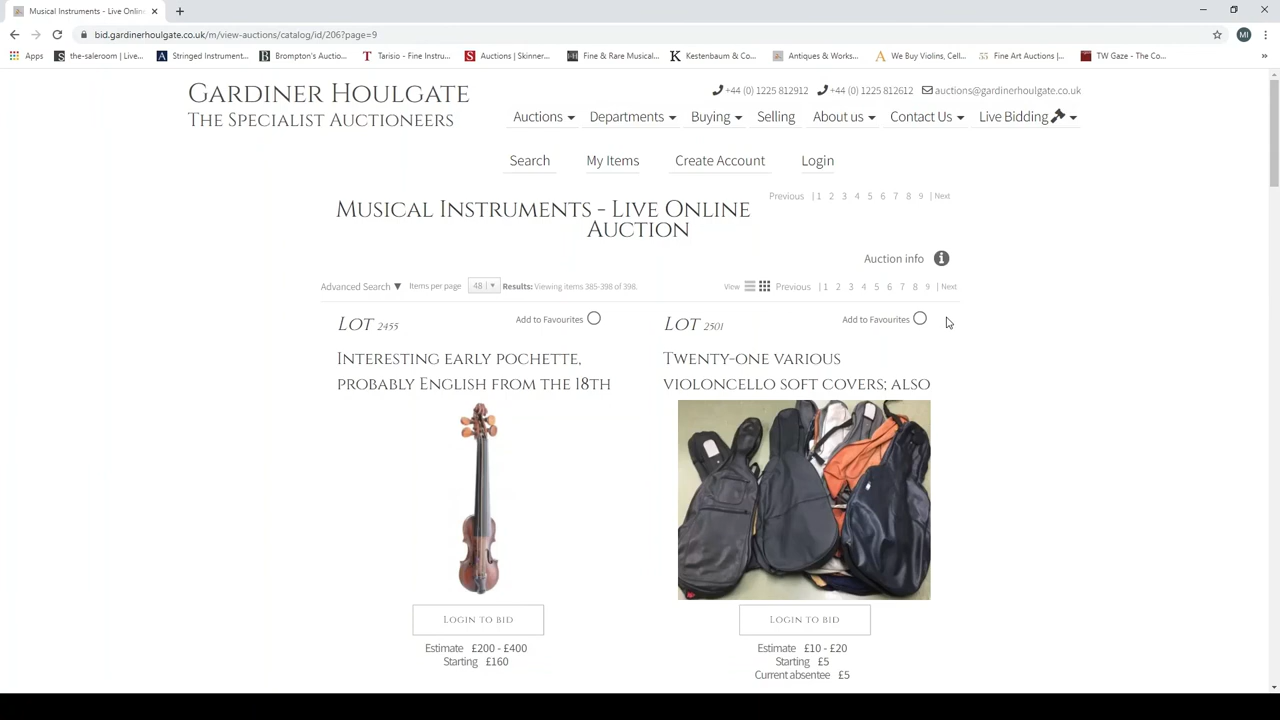 Musical Instruments - Live Online
bid.gardinerhoulgate.co.uk/m/view-auctions/catalog/id/206?page=9
MI
Apps the-saleroom | Live... Stringed Instrument... Brompton's Auctio... Tarisio - Fine Instru... Auctions | Skinner... Fine & Rare Musical... Kestenbaum & Co... Antiques & Works... We Buy Violins, Cell... Fine Art Auctions |... TW Gaze - The Co... »
Gardiner Houlgate
The Specialist Auctioneers
+44 (0) 1225 812912 +44 (0) 1225 812612 auctions@gardinerhoulgate.co.uk
Auctions Departments Buying Selling About us Contact Us Live Bidding
Search My Items Create Account Login
Previous | 1 2 3 4 5 6 7 8 9 | Next
Musical Instruments - Live Online
Auction
Auction info
Advanced Search Items per page 48 Results: Viewing items 385-398 of 398. View Previous | 1 2 3 4 5 6 7 8 9 | Next
Lot 2455 Add to Favourites
Interesting early pochette,
probably English from the 18th
Login to bid
Estimate £200 - £400
Starting £160
Lot 2501 Add to Favourites
Twenty-one various
violoncello soft covers; also
Login to bid
Estimate £10 - £20
Starting £5
Current absentee £5